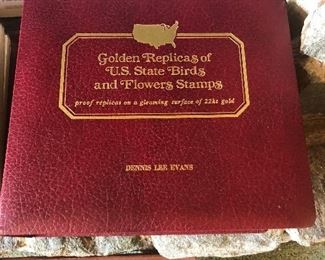 Golden Replicas of
U.S. State Birds
and Flowers Stamps
proof replicas on a gleaming surface of 22kt gold
DENNIS LEE EVANS